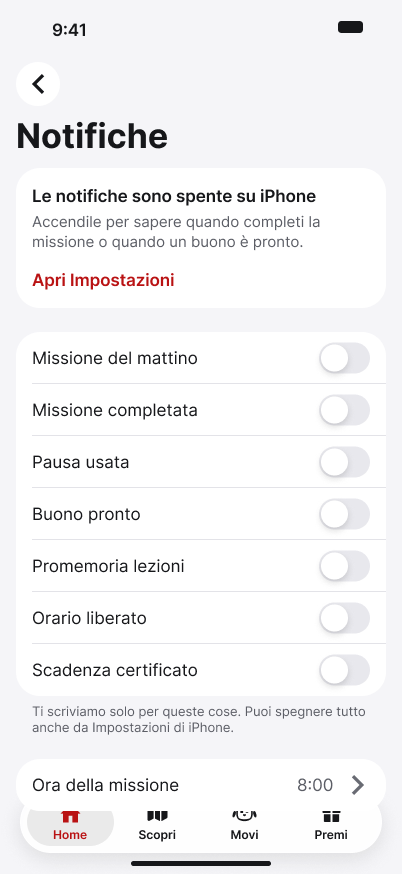 9:41
Notifiche
Le notifiche sono spente su iPhone
Accendile per sapere quando completi la
missione o quando un buono è pronto.
Apri Impostazioni
Missione del mattino
Missione completata
Pausa usata
Buono pronto
Promemoria lezioni
Orario liberato
Scadenza certificato
Ti scriviamo solo per queste cose. Puoi spegnere tutto
anche da Impostazioni di iPhone.
Ora della missione 8:00
Home Scopri Movi Premi